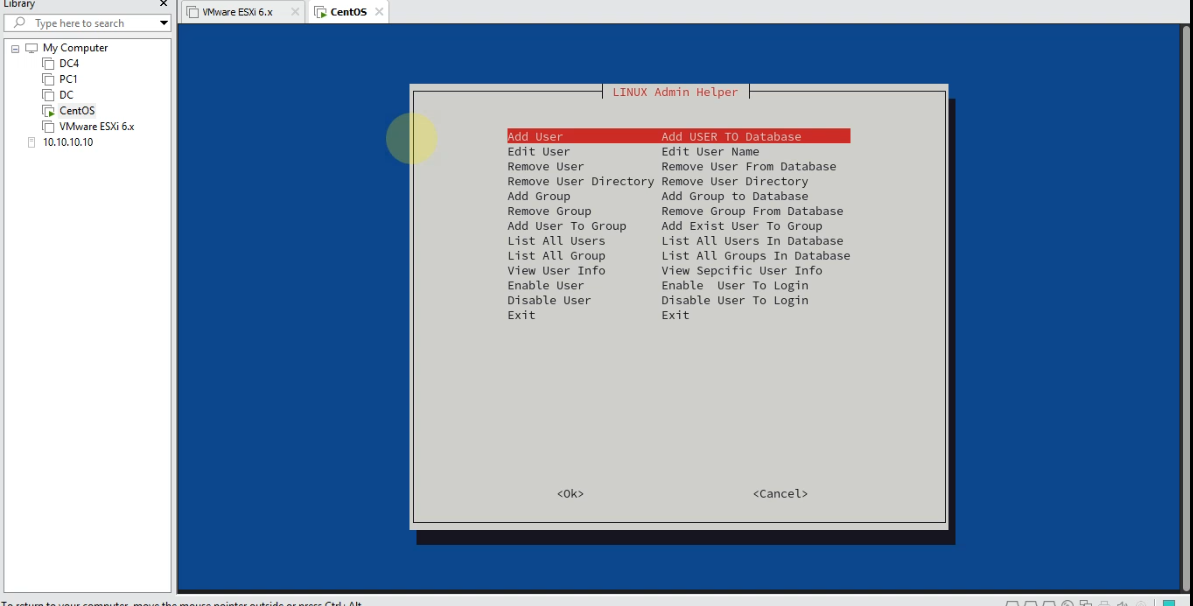 Library
VMware ESXi 6.x
CentOS
Type here to search
My Computer
DC4
PC1
DC
CentOS
VMware ESXi 6.x
10.10.10.10
LINUX Admin Helper
Add User Add USER TO Database
Edit User Edit User Name
Remove User Remove User From Database
Remove User Directory Remove User Directory
Add Group Add Group to Database
Remove Group Remove Group From Database
Add User To Group Add Exist User To Group
List All Users List All Users In Database
List All Group List All Groups In Database
View User Info View Sepcific User Info
Enable User Enable  User To Login
Disable User Disable User To Login
Exit Exit
<Ok> <Cancel>
To return to your computer, move the mouse pointer outside or press Ctrl+Alt.